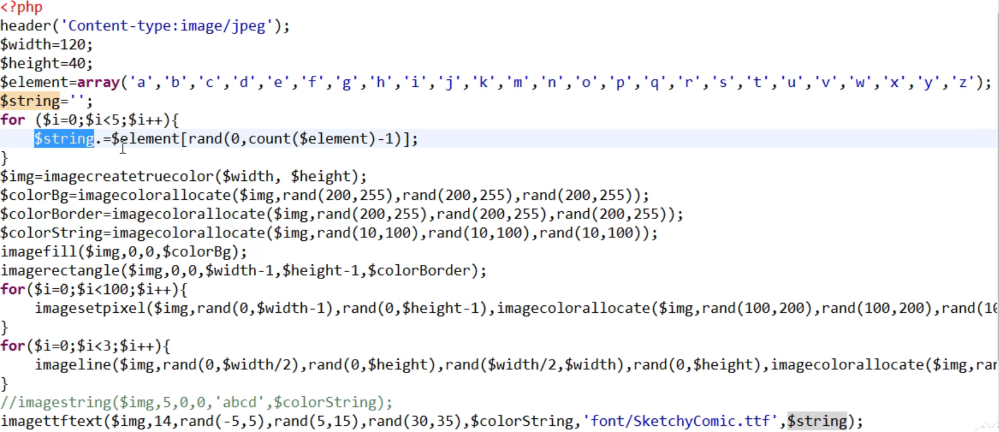 <?php
header('Content-type:image/jpeg');
$width=120;
$height=40;
$element=array('a','b','c','d','e','f','g','h','i','j','k','m','n','o','p','q','r','s','t','u','v','w','x','y','z');
$string='';
for ($i=0;$i<5;$i++){
    $string.=$element[rand(0,count($element)-1)];
}
$img=imagecreatetruecolor($width, $height);
$colorBg=imagecolorallocate($img,rand(200,255),rand(200,255),rand(200,255));
$colorBorder=imagecolorallocate($img,rand(200,255),rand(200,255),rand(200,255));
$colorString=imagecolorallocate($img,rand(10,100),rand(10,100),rand(10,100));
imagefill($img,0,0,$colorBg);
imagerectangle($img,0,0,$width-1,$height-1,$colorBorder);
for($i=0;$i<100;$i++){
    imagesetpixel($img,rand(0,$width-1),rand(0,$height-1),imagecolorallocate($img,rand(100,200),rand(100,200),rand(10
}
for($i=0;$i<3;$i++){
    imageline($img,rand(0,$width/2),rand(0,$height),rand($width/2,$width),rand(0,$height),imagecolorallocate($img,ran
}
//imagestring($img,5,0,0,'abcd',$colorString);
imagettftext($img,14,rand(-5,5),rand(5,15),rand(30,35),$colorString,'font/SketchyComic.ttf',$string);